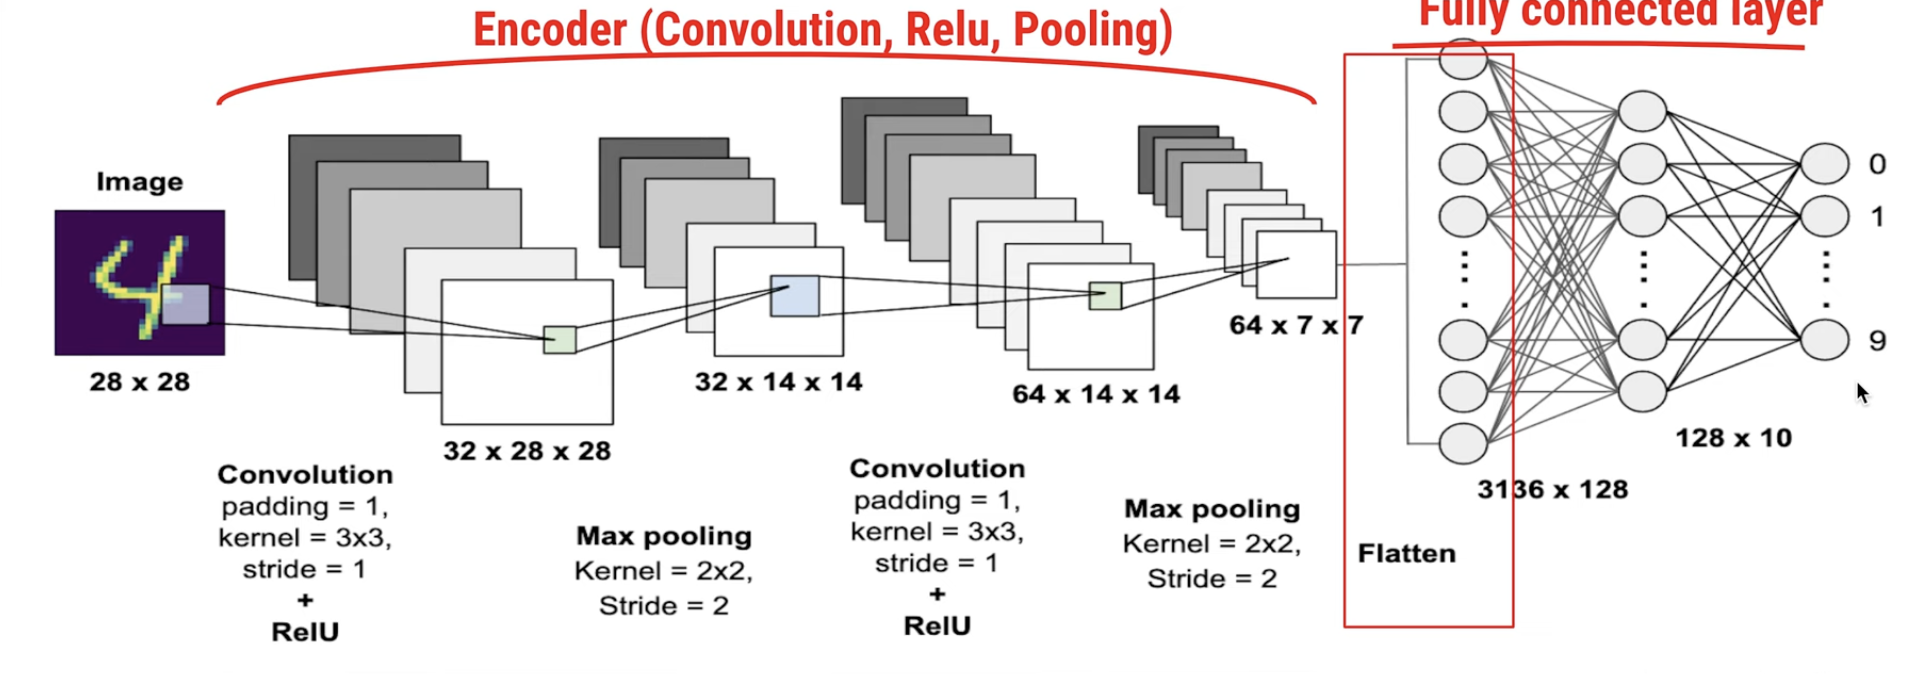 Encoder (Convolution, Relu, Pooling)
Fully connected layer
Image
28 x 28
32 x 28 x 28
Convolution
padding = 1,
kernel = 3x3,
stride = 1
+
RelU
32 x 14 x 14
Max pooling
Kernel = 2x2,
Stride = 2
64 x 14 x 14
Convolution
padding = 1,
kernel = 3x3,
stride = 1
+
RelU
64 x 7 x 7
Max pooling
Kernel = 2x2,
Stride = 2
Flatten
3136 x 128
128 x 10
0
1
9
4